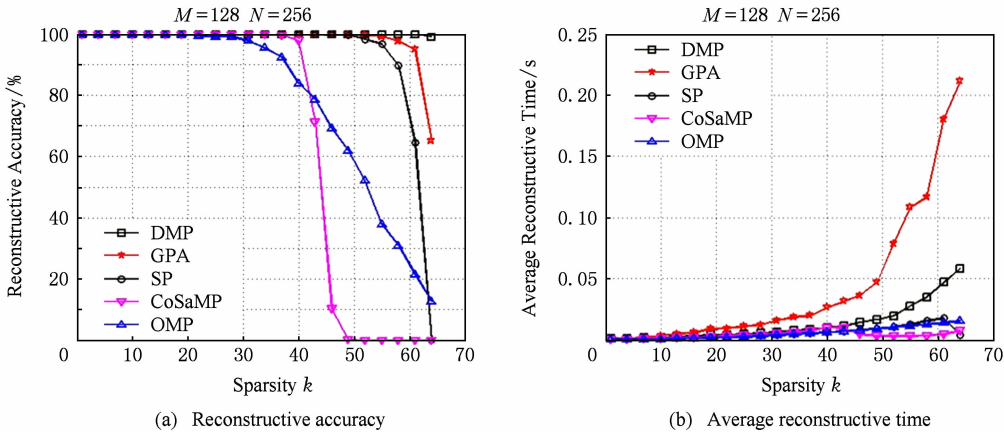 M=128 N=256
Reconstructive Accuracy/%
100
80
60
40
20
DMP
GPA
SP
CoSaMP
OMP
0 10 20 30 40 50 60 70
Sparsity k
(a) Reconstructive accuracy
M=128 N=256
Average Reconstructive Time/s
0.25
0.20
0.15
0.10
0.05
DMP
GPA
SP
CoSaMP
OMP
0 10 20 30 40 50 60 70
Sparsity k
(b) Average reconstructive time